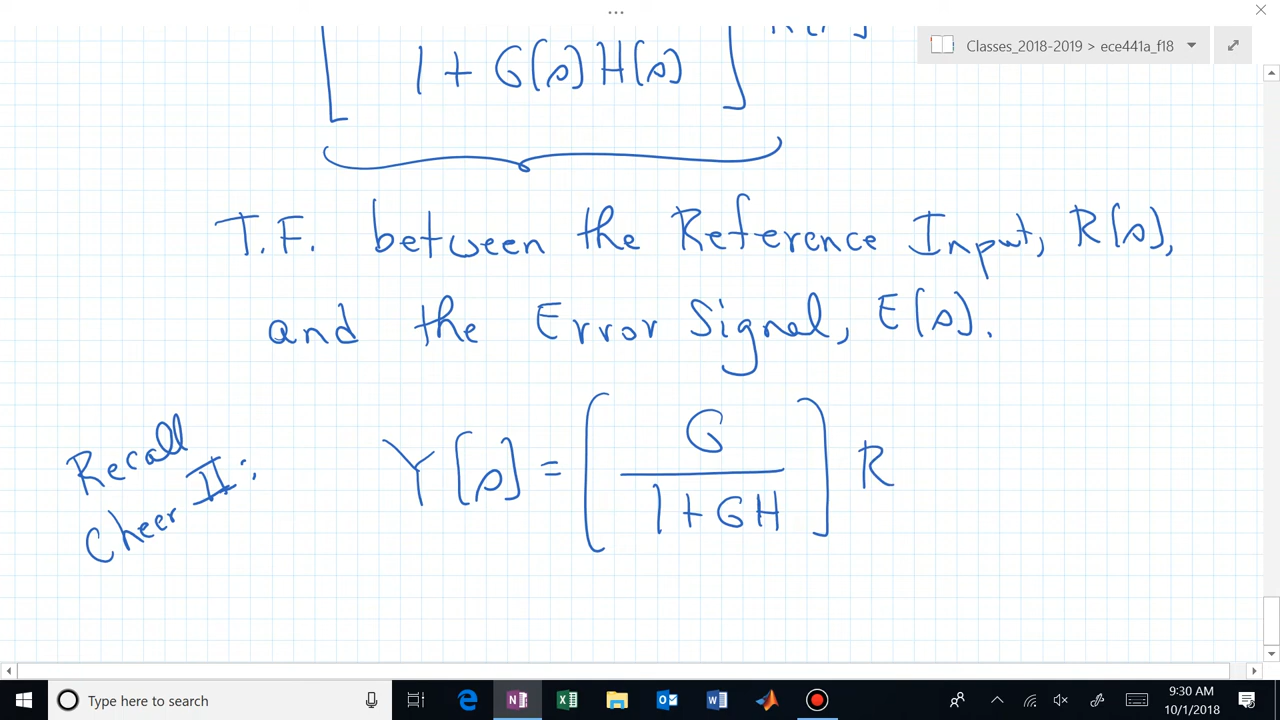 Classes_2018-2019 > ece441a_f18
1 + G(s)H(s)
T.F. between the Reference Input, R(s),
and the Error Signal, E(s).
Recall
Cheer II:
Y(s) = [ G / 1+GH ] R
Type here to search
9:30 AM
10/1/2018